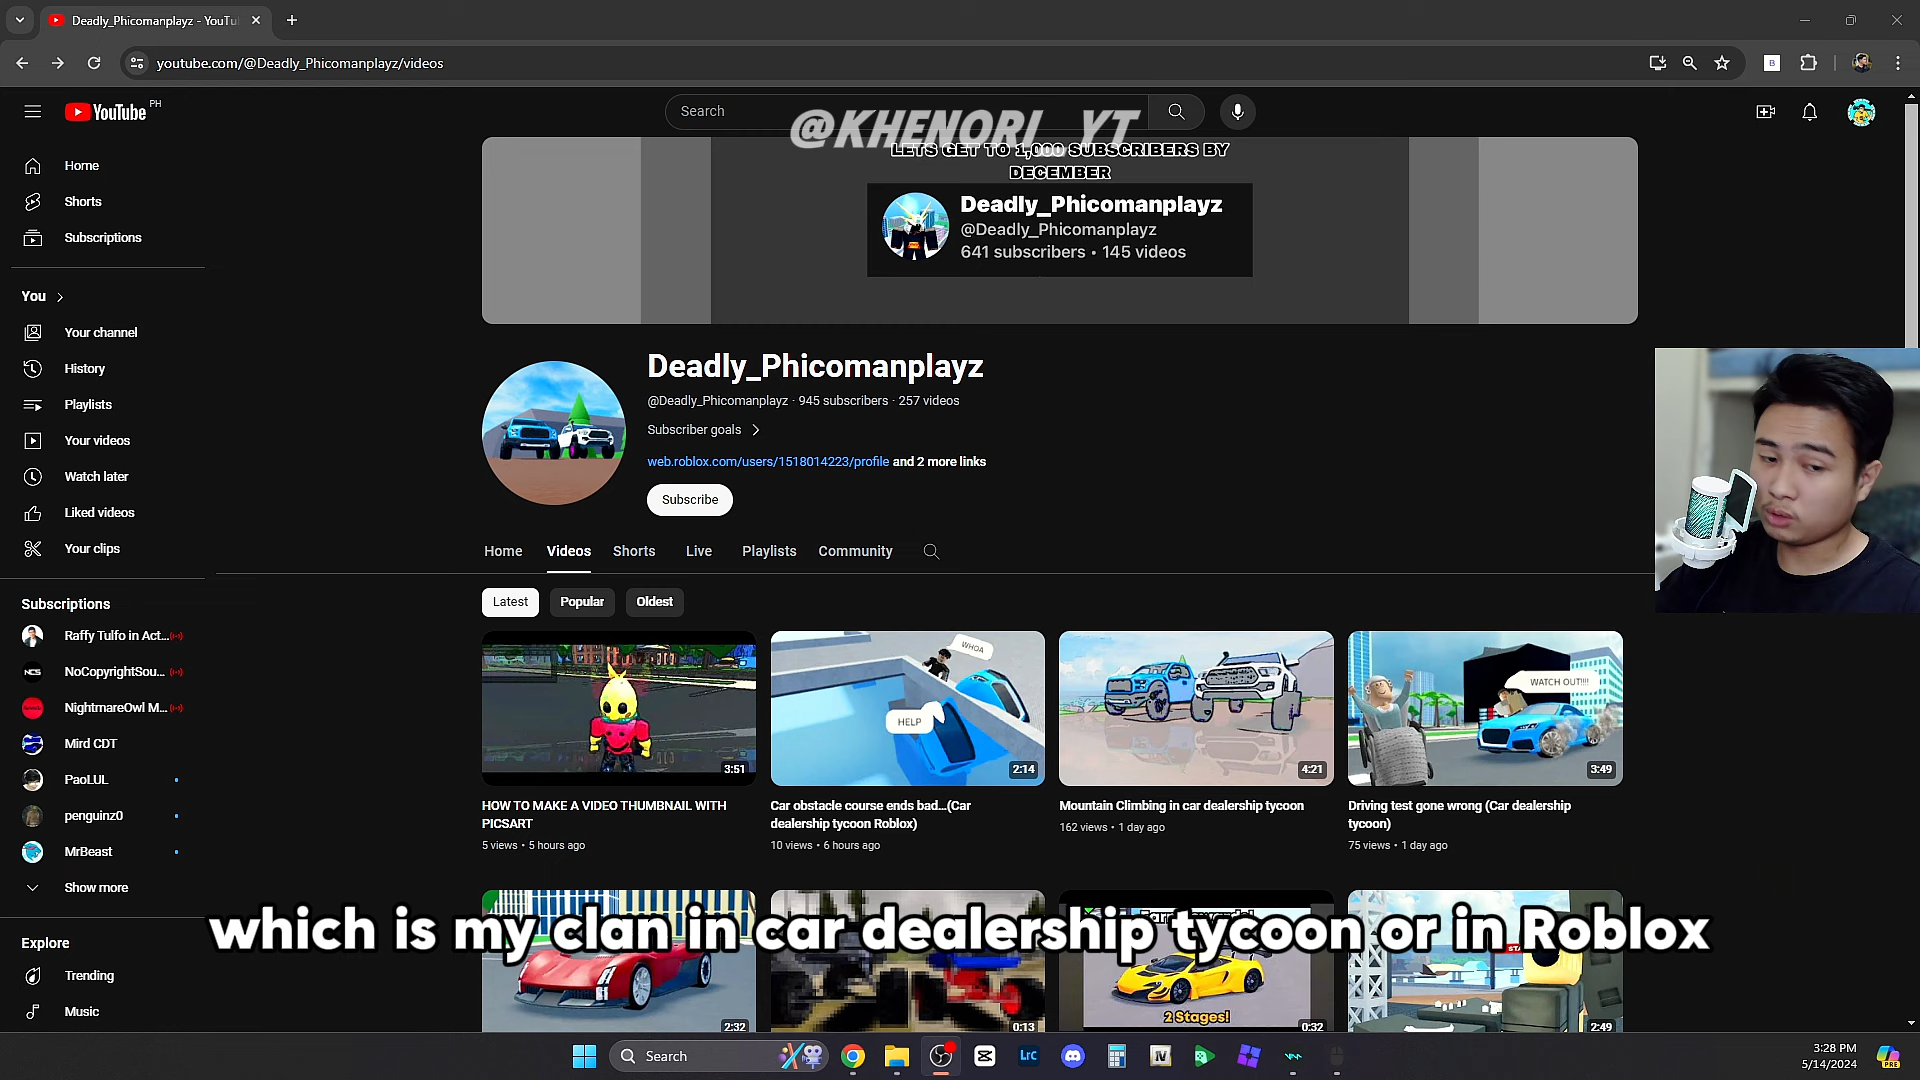 Deadly_Phicomanplayz - YouTu
youtube.com/@Deadly_Phicomanplayz/videos
B
YouTube PH
Search
@KHENORI_YT
LETS GET TO 1,000 SUBSCRIBERS BY
DECEMBER
Deadly_Phicomanplayz
@Deadly_Phicomanplayz
641 subscribers • 145 videos
Home
Shorts
Subscriptions
You
Your channel
History
Playlists
Your videos
Watch later
Liked videos
Your clips
Subscriptions
Raffy Tulfo in Act...
NCS
NoCopyrightSou...
NightmareOwl M...
Mird CDT
PaoLUL
penguinz0
MrBeast
Show more
Explore
Trending
Music
Deadly_Phicomanplayz
@Deadly_Phicomanplayz · 945 subscribers · 257 videos
Subscriber goals
web.roblox.com/users/1518014223/profile and 2 more links
Subscribe
Home Videos Shorts Live Playlists Community
Latest Popular Oldest
3:51
HOW TO MAKE A VIDEO THUMBNAIL WITH
PICSART
5 views • 5 hours ago
WHOA
HELP
2:14
Car obstacle course ends bad...(Car
dealership tycoon Roblox)
10 views • 6 hours ago
4:21
Mountain Climbing in car dealership tycoon
162 views • 1 day ago
WATCH OUT!!!!
3:49
Driving test gone wrong (Car dealership
tycoon)
75 views • 1 day ago
which is my clan in car dealership tycoon or in Roblox
2:32
0:13
2 Stages!
0:32
2:49
Search
LrC
3:28 PM
5/14/2024
PRE